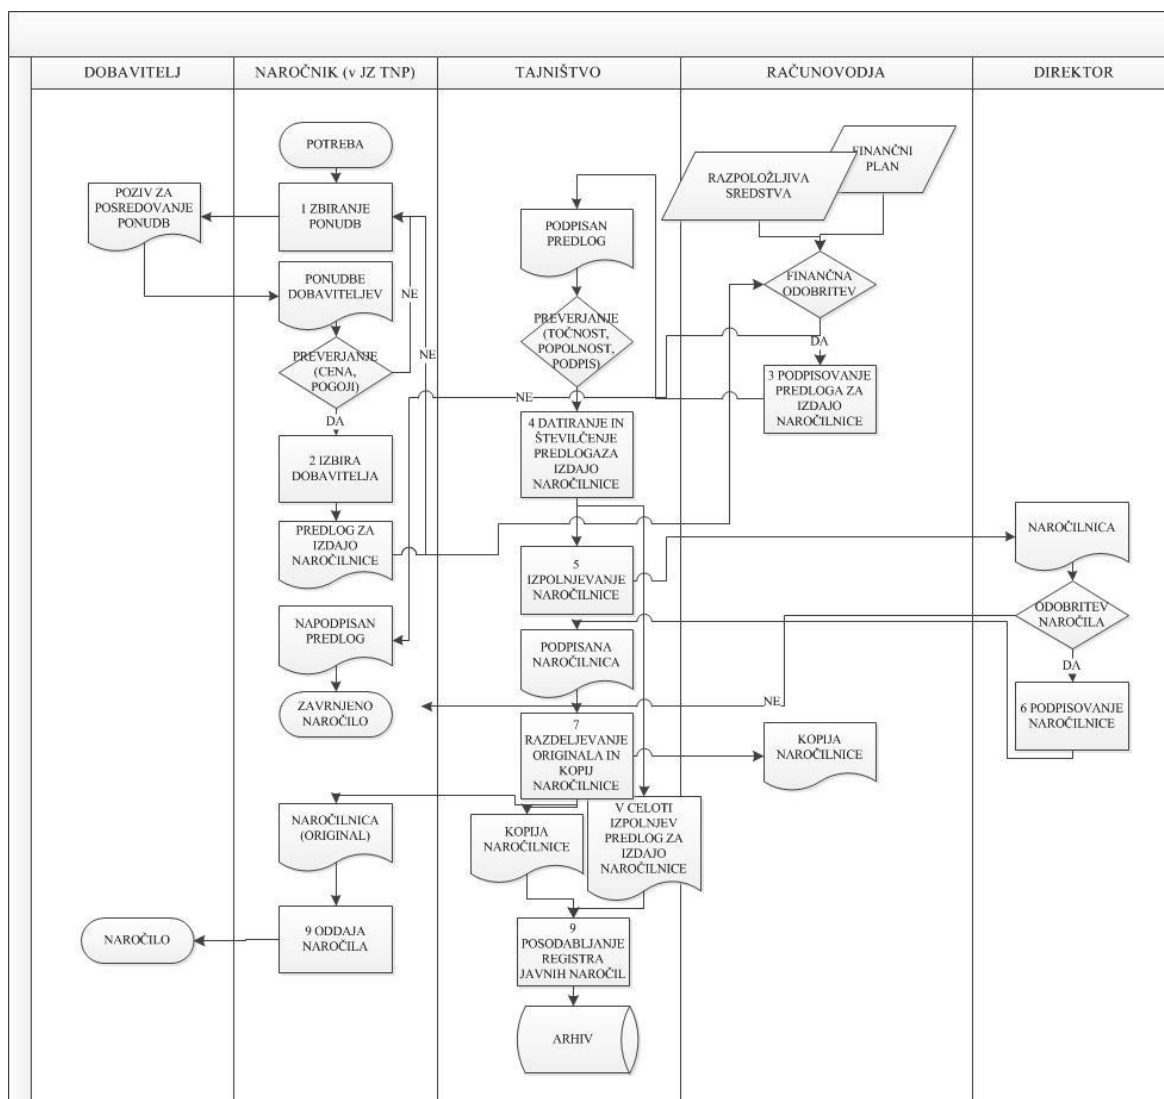 DOBAVITELJ
NAROČNIK (v JZ TNP)
TAJNIŠTVO
RAČUNOVODJA
DIREKTOR
POTREBA
POZIV ZA
POSREDOVANJE
PONUDB
1 ZBIRANJE
PONUDB
PONUDBE
DOBAVITELJEV
NE
PREVERJANJE
(CENA,
POGOJI)
NE
DA
2 IZBIRA
DOBAVITELJA
PREDLOG ZA
IZDAJO
NAROČILNICE
NAPODPISAN
PREDLOG
ZAVRNJENO
NAROČILO
NAROČILNICA
(ORIGINAL)
9 ODDAJA
NAROČILA
NAROČILO
PODPISAN
PREDLOG
PREVERJANJE
(TOČNOST,
POPOLNOST,
PODPIS)
NE
4 DATIRANJE IN
ŠTEVILČENJE
PREDLOGAZA
IZDAJO
NAROČILNICE
5
IZPOLNJEVANJE
NAROČILNICE
PODPISANA
NAROČILNICA
7
RAZDELJEVANJE
ORIGINALA IN
KOPIJ
NAROČILNICE
KOPIJA
NAROČILNICE
V CELOTI
IZPOLNJEV
PREDLOG ZA
IZDAJO
NAROČILNICE
9
POSODABLJANJE
REGISTRA
JAVNIH NAROČIL
ARHIV
FINANČNI
PLAN
RAZPOLOŽLJIVA
SREDSTVA
FINANČNA
ODOBRITEV
DA
3 PODPISOVANJE
PREDLOGA ZA
IZDAJO
NAROČILNICE
KOPIJA
NAROČILNICE
NE
NAROČILNICA
ODOBRITEV
NAROČILA
DA
6 PODPISOVANJE
NAROČILNICE